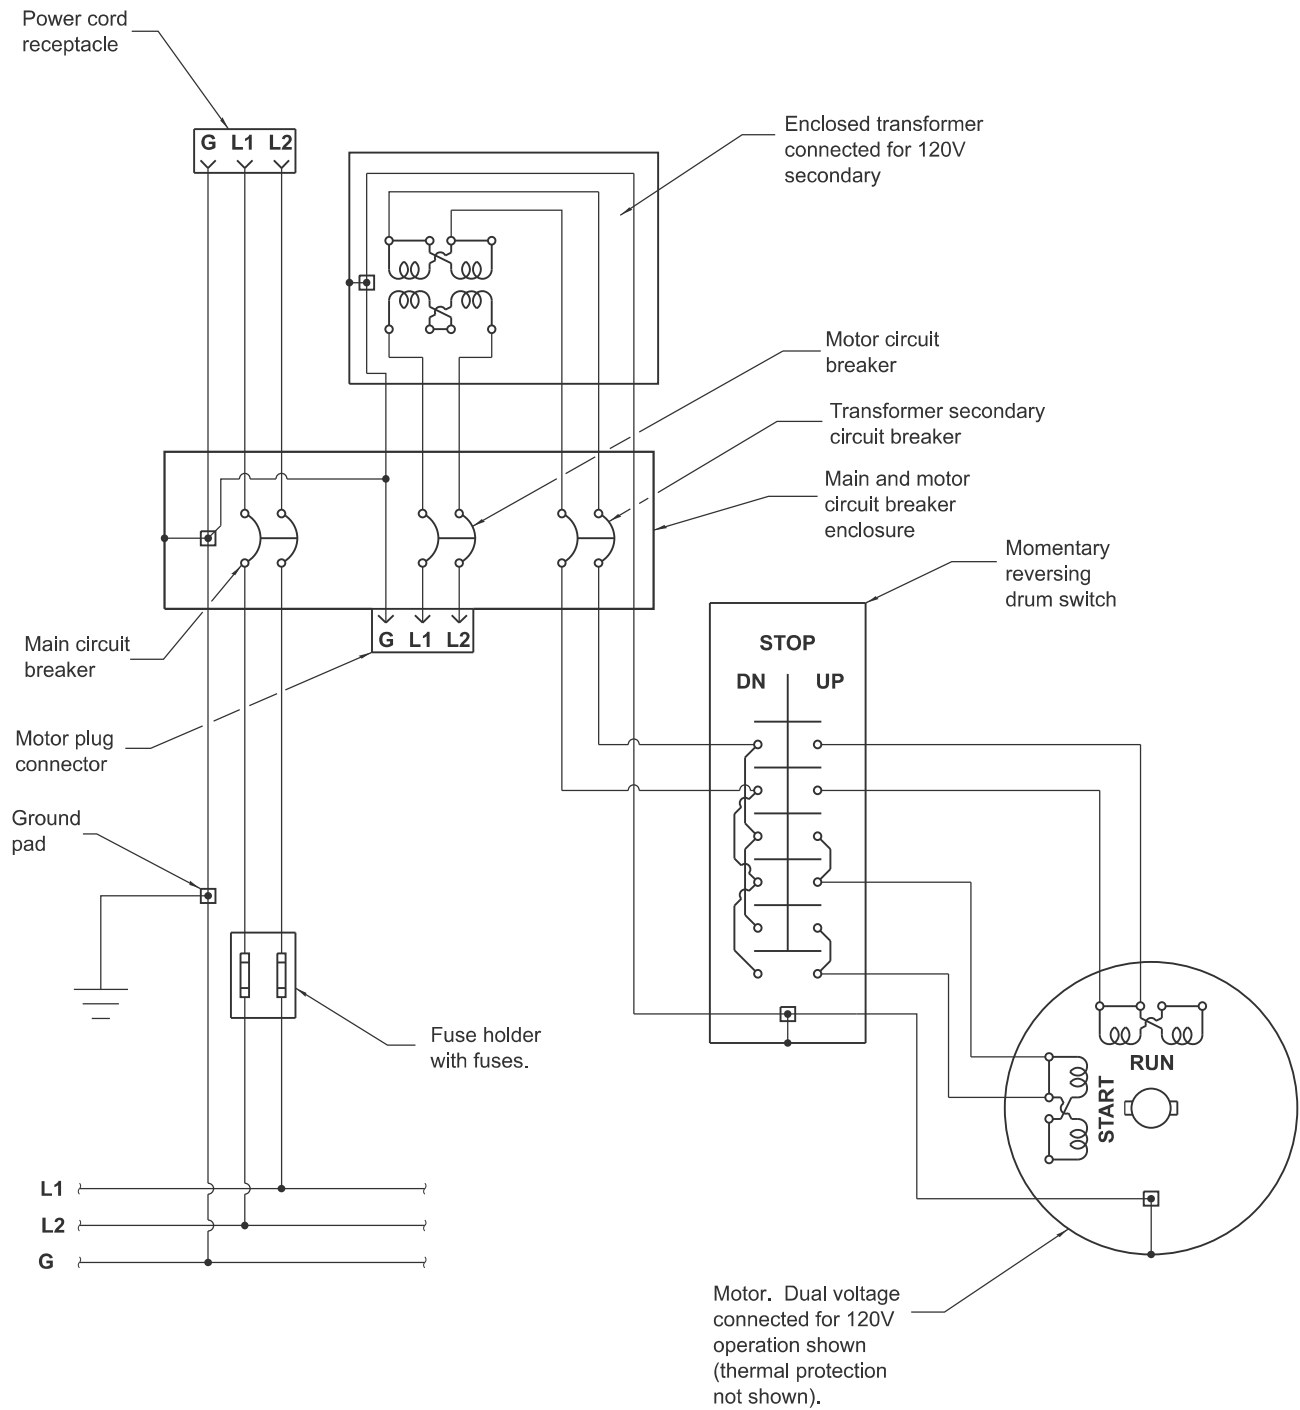 Power cord
receptacle
G L1 L2
Enclosed transformer
connected for 120V
secondary
Motor circuit
breaker
Transformer secondary
circuit breaker
Main and motor
circuit breaker
enclosure
Momentary
reversing
drum switch
Main circuit
breaker
G L1 L2
STOP
DN UP
Motor plug
connector
Ground
pad
Fuse holder
with fuses.
RUN
START
L1
L2
G
Motor. Dual voltage
connected for 120V
operation shown
(thermal protection
not shown).